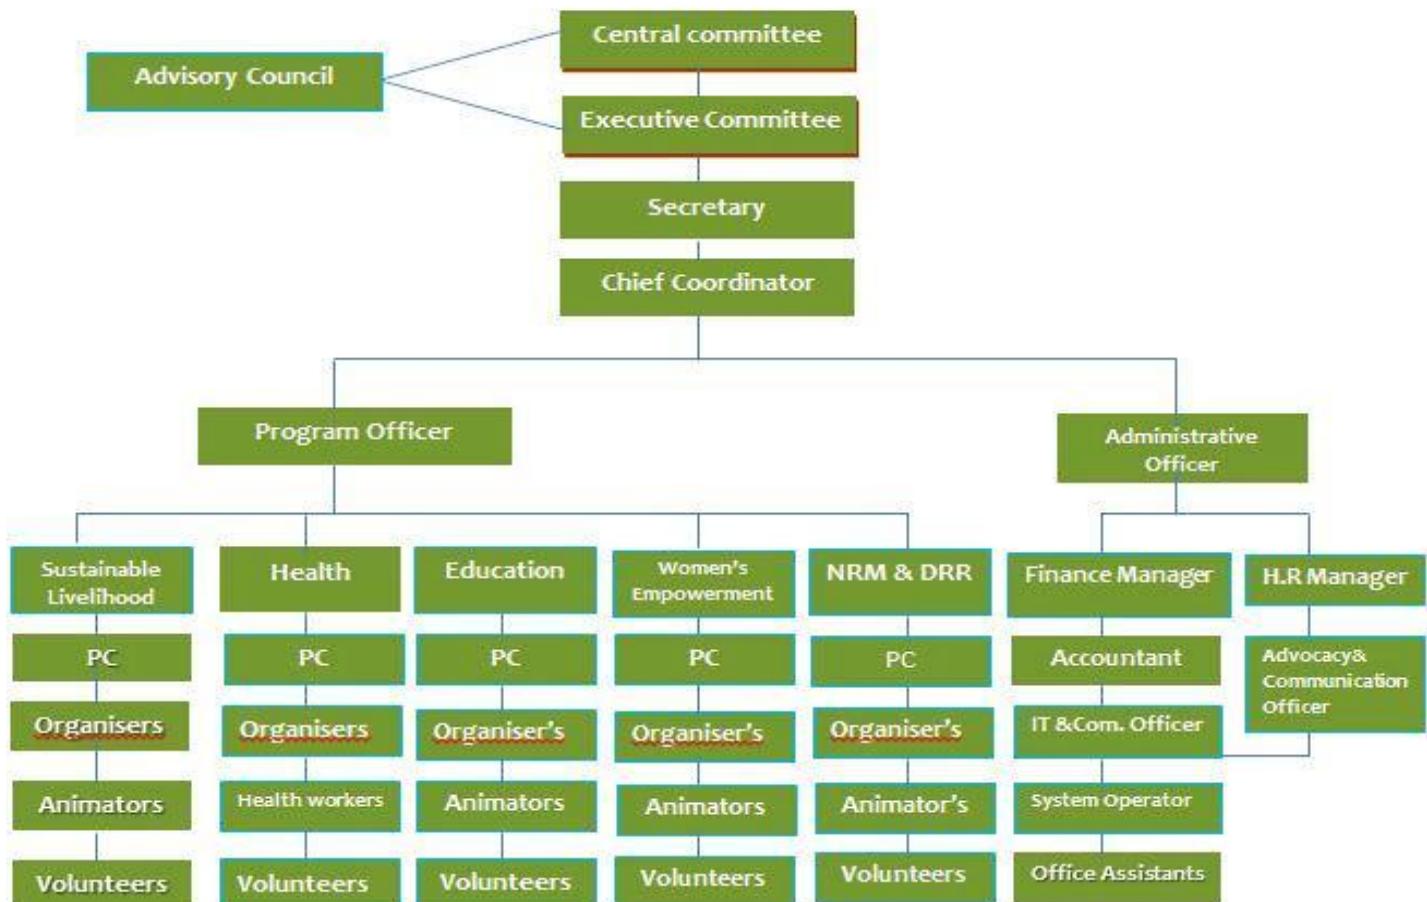 Central committee
Advisory Council
Executive Committee
Secretary
Chief Coordinator
Program Officer
Administrative
Officer
Sustainable
Livelihood
Health
Education
Women's
Empowerment
NRM & DRR
Finance Manager
H.R Manager
PC
PC
PC
PC
PC
Accountant
Advocacy&
Communication
Officer
Organisers
Organisers
Organiser's
Organiser's
Organiser's
IT &Com. Officer
Animators
Health workers
Animators
Animators
Animator's
System Operator
Volunteers
Volunteers
Volunteers
Volunteers
Volunteers
Office Assistants